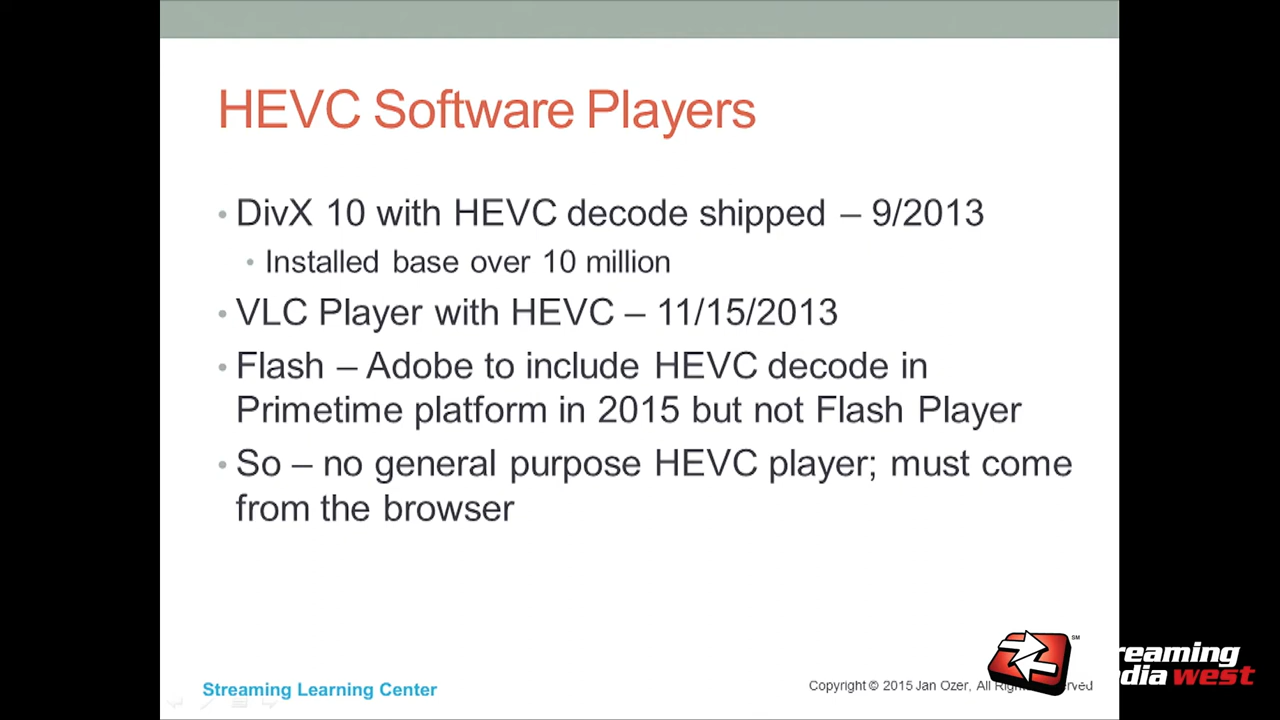 HEVC Software Players
• DivX 10 with HEVC decode shipped – 9/2013
• Installed base over 10 million
• VLC Player with HEVC – 11/15/2013
• Flash – Adobe to include HEVC decode in
Primetime platform in 2015 but not Flash Player
• So – no general purpose HEVC player; must come
from the browser
Streaming Learning Center
Copyright © 2015 Jan Ozer, All
SM
reaming
dia west